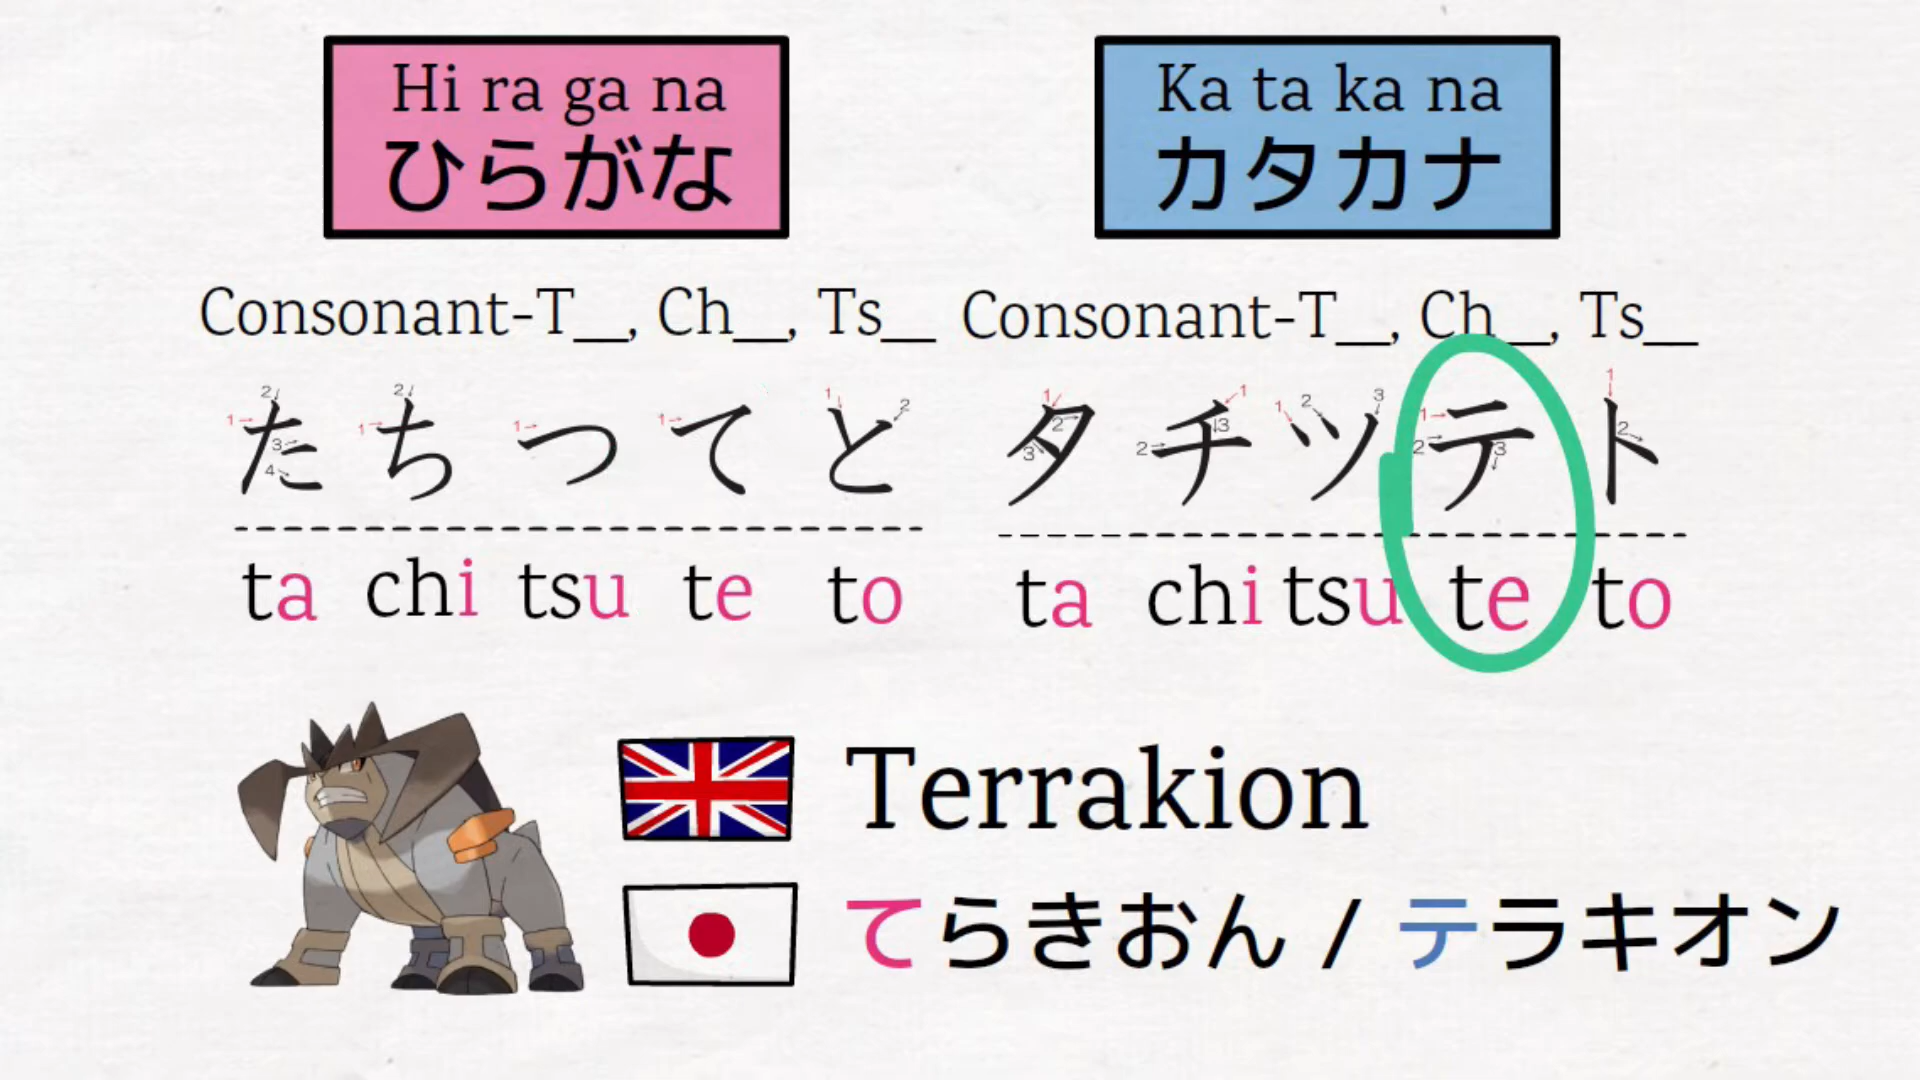 Hi ra ga na
ひらがな
Ka ta ka na
カタカナ
Consonant-T__, Ch__, Ts__
たちつてと
ta chi tsu te to
Consonant-T__, Ch__, Ts__
タチツテト
ta chi tsu te to
Terrakion
てらきおん / テラキオン